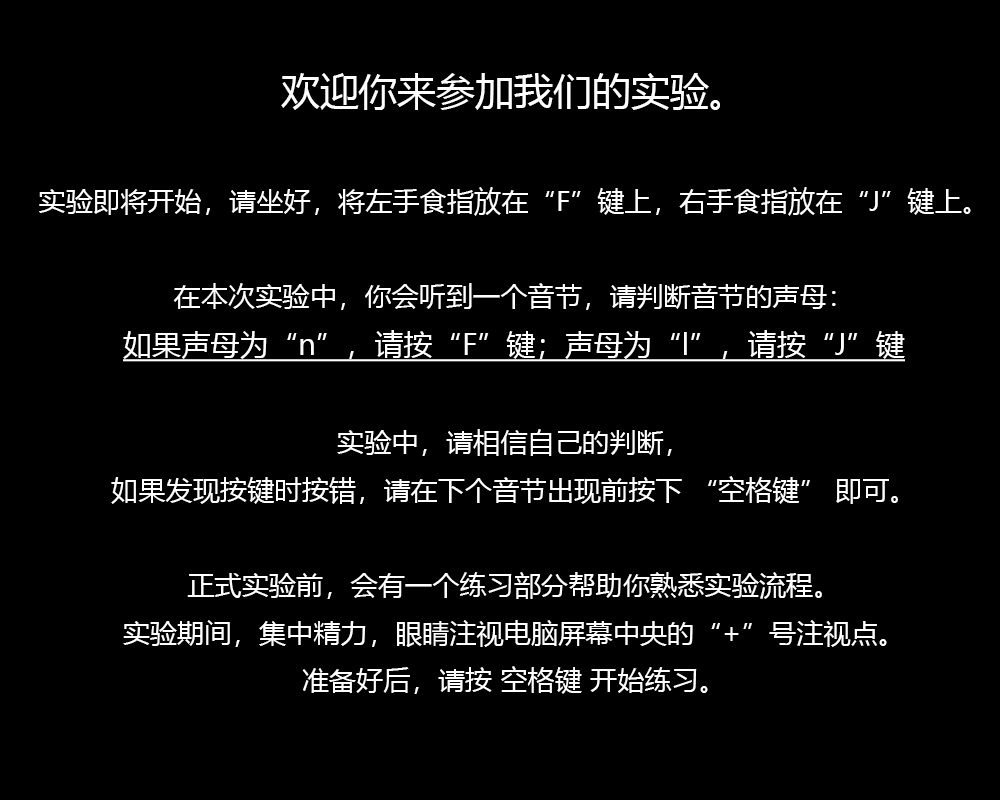 欢迎你来参加我们的实验。
实验即将开始，请坐好，将左手食指放在“F”键上，右手食指放在“J”键上。
在本次实验中，你会听到一个音节，请判断音节的声母：
如果声母为“n”，请按“F”键；声母为“l”，请按“J”键
实验中，请相信自己的判断，
如果发现按键时按错，请在下个音节出现前按下 “空格键” 即可。
正式实验前，会有一个练习部分帮助你熟悉实验流程。
实验期间，集中精力，眼睛注视电脑屏幕中央的“+”号注视点。
准备好后，请按 空格键 开始练习。